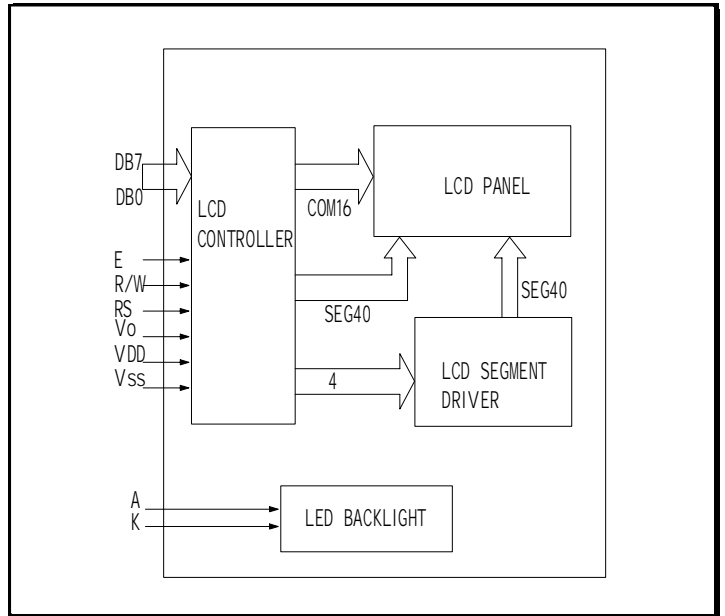 DB7
DB0
E
R/W
RS
Vo
VDD
Vss
LCD
CONTROLLER
COM16
SEG40
4
LCD PANEL
SEG40
LCD SEGMENT
DRIVER
A
K
LED BACKLIGHT